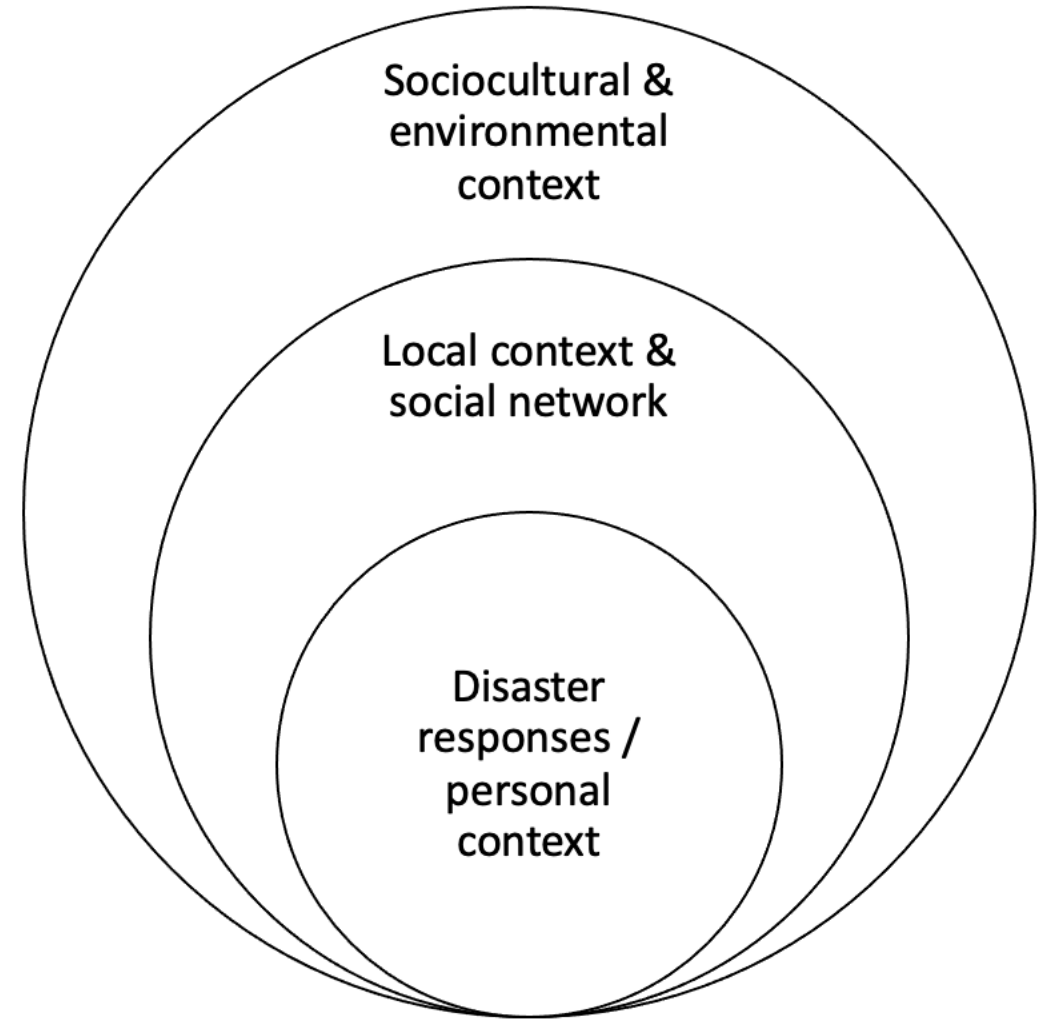 Sociocultural &
environmental
context
Local context &
social network
Disaster
responses /
personal
context